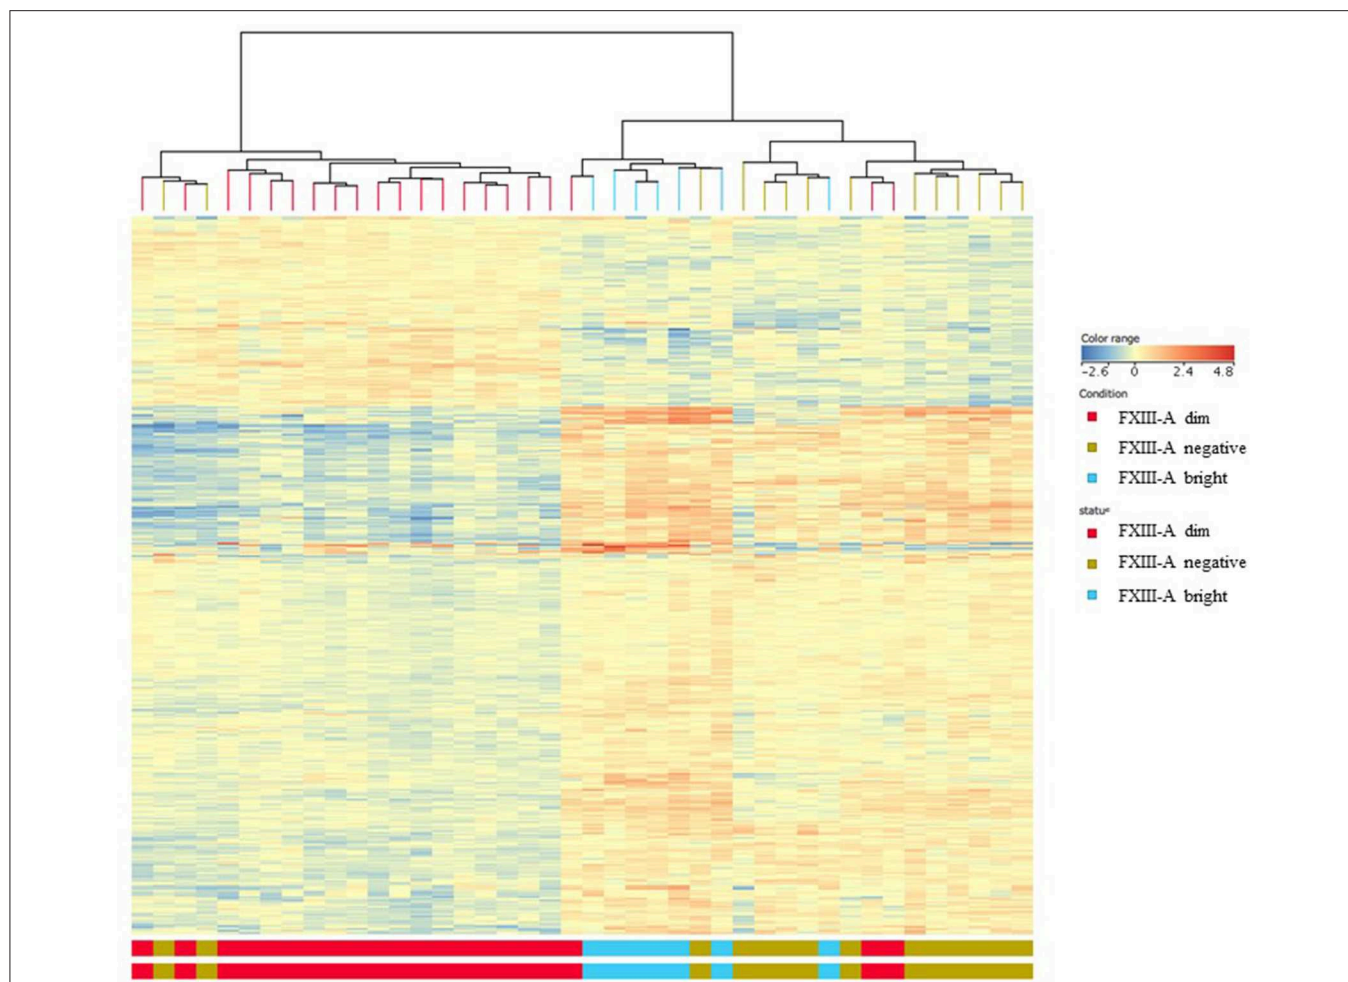 Color range
−2.6 0 2.4 4.8
Condition
FXIII-A dim
FXIII-A negative
FXIII-A bright
status
FXIII-A dim
FXIII-A negative
FXIII-A bright